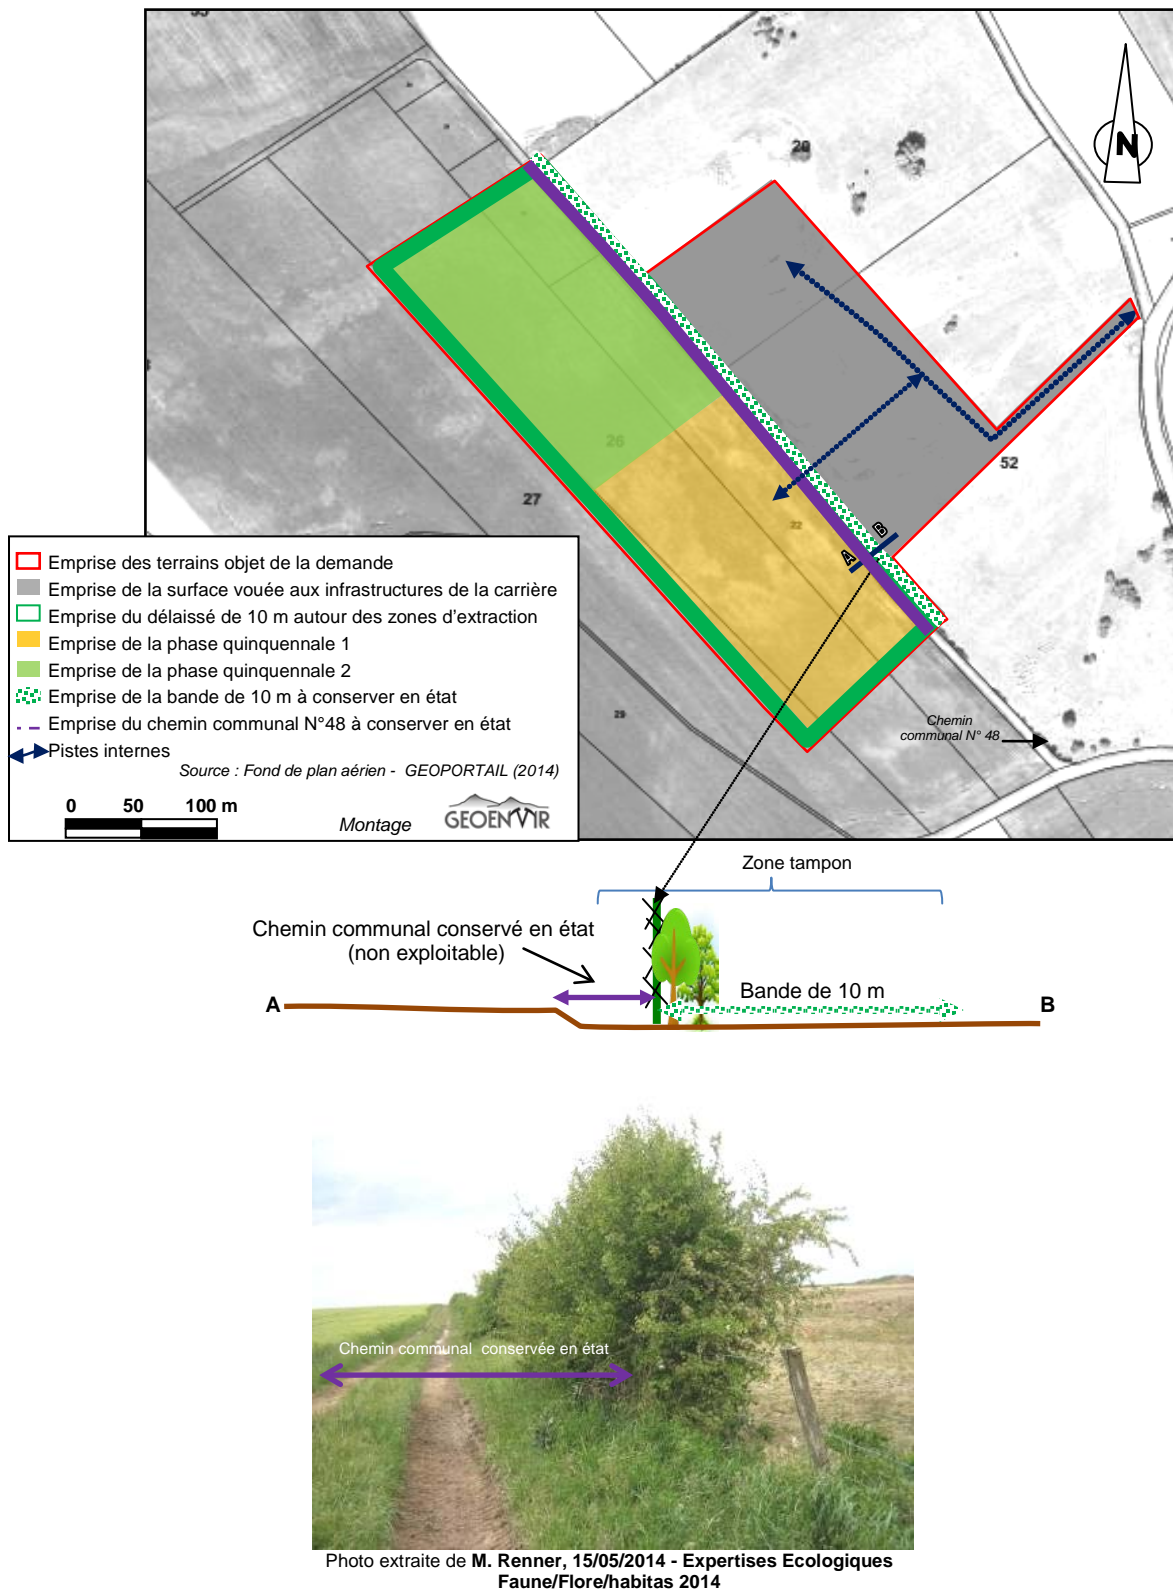 20
N
52
26
27
22
B
A
29
Emprise des terrains objet de la demande
Emprise de la surface vouée aux infrastructures de la carrière
Emprise du délaissé de 10 m autour des zones d'extraction
Emprise de la phase quinquennale 1
Emprise de la phase quinquennale 2
Emprise de la bande de 10 m à conserver en état
Emprise du chemin communal N°48 à conserver en état
Pistes internes
Source : Fond de plan aérien - GEOPORTAIL (2014)
0 50 100 m
Montage GEOENVIR
Chemin
communal N° 48
Zone tampon
Chemin communal conservé en état
(non exploitable)
Bande de 10 m
A
B
Chemin communal conservée en état
Photo extraite de M. Renner, 15/05/2014 - Expertises Ecologiques
Faune/Flore/habitas 2014